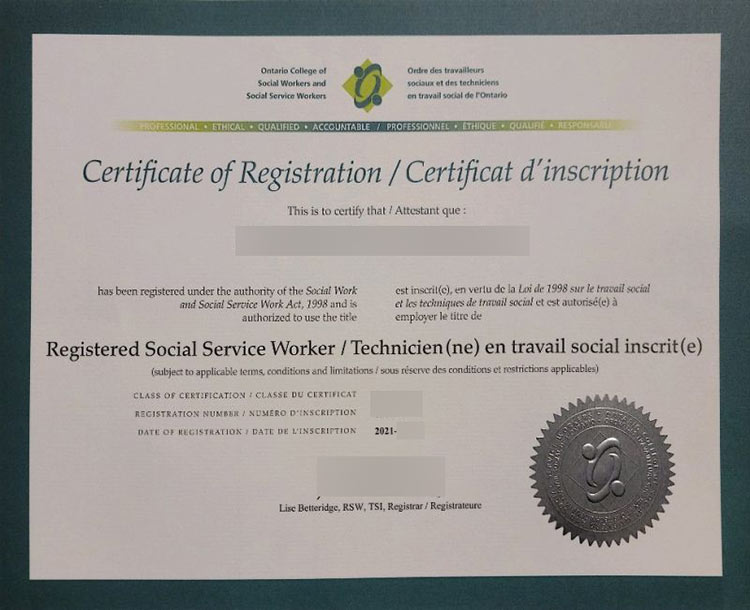 Ontario College of
Social Workers and
Social Service Workers
Ordre des travailleurs
sociaux et des techniciens
en travail social de l'Ontario
PROFESSIONAL • ETHICAL • QUALIFIED • ACCOUNTABLE / PROFESSIONNEL • ÉTHIQUE • QUALIFIÉ • RESPONSABLE
Certificate of Registration / Certificat d'inscription
This is to certify that / Attestant que :
has been registered under the authority of the Social Work
and Social Service Work Act, 1998 and is
authorized to use the title
est inscrit(e), en vertu de la Loi de 1998 sur le travail social
et les techniques de travail social et est autorisé(e) à
employer le titre de
Registered Social Service Worker / Technicien(ne) en travail social inscrit(e)
(subject to applicable terms, conditions and limitations / sous réserve des conditions et restrictions applicables)
CLASS OF CERTIFICATION / CLASSE DU CERTIFICAT
REGISTRATION NUMBER / NUMÉRO D'INSCRIPTION
DATE OF REGISTRATION / DATE DE L'INSCRIPTION 2021-
Lise Betteridge, RSW, TSI, Registrar / Registrateure